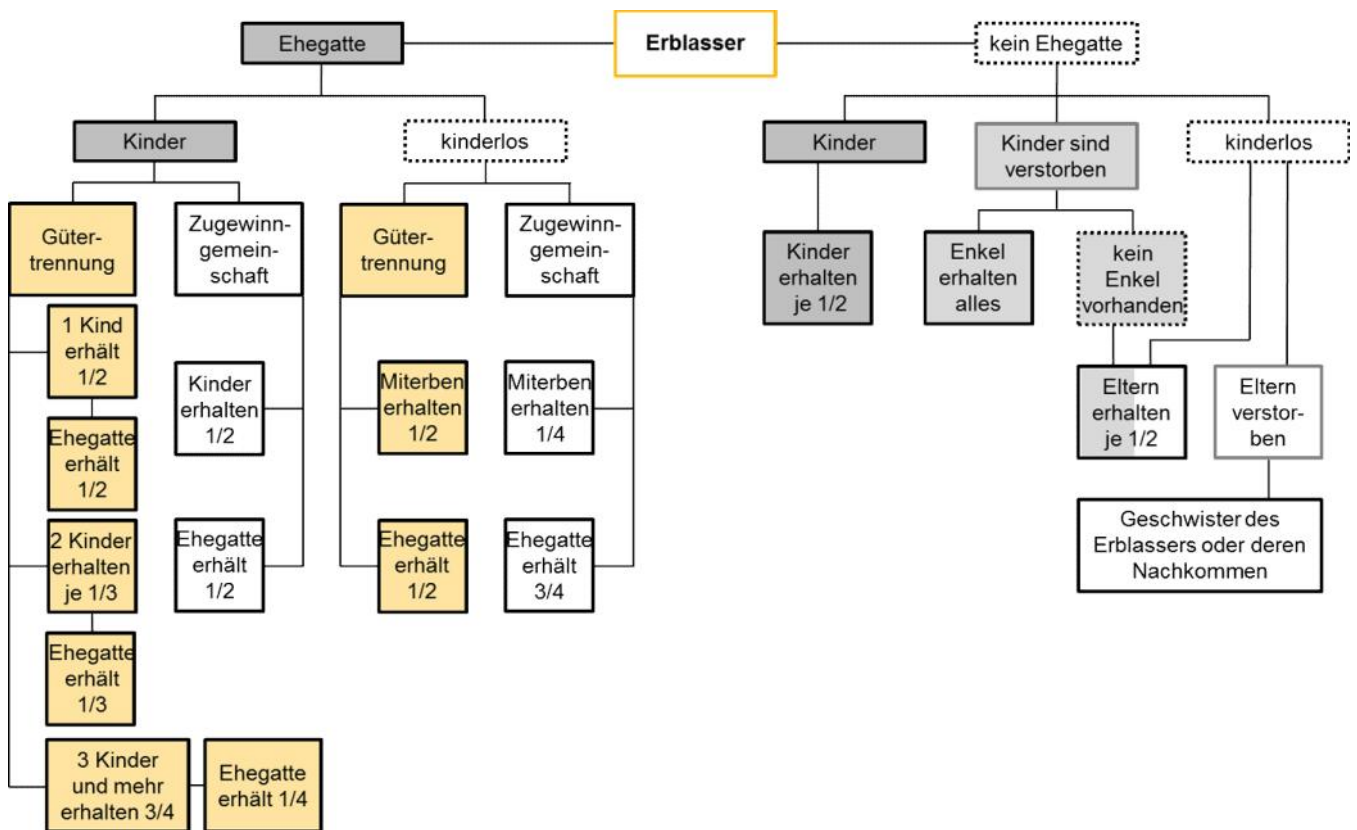 Ehegatte
Erblasser
kein Ehegatte
Kinder
kinderlos
Kinder
Kinder sind
verstorben
kinderlos
Güter-
trennung
Zugewinn-
gemein-
schaft
Güter-
trennung
Zugewinn-
gemein-
schaft
Kinder
erhalten
je 1/2
Enkel
erhalten
alles
kein
Enkel
vorhanden
1 Kind
erhält
1/2
Kinder
erhalten
1/2
Miterben
erhalten
1/2
Miterben
erhalten
1/4
Eltern
erhalten
je 1/2
Eltern
verstor-
ben
Ehegatte
erhält
1/2
2 Kinder
erhalten
je 1/3
Ehegatte
erhält
1/2
Ehegatte
erhält
1/2
Ehegatte
erhält
3/4
Geschwister des
Erblassers oder deren
Nachkommen
Ehegatte
erhält
1/3
3 Kinder
und mehr
erhalten 3/4
Ehegatte
erhält 1/4